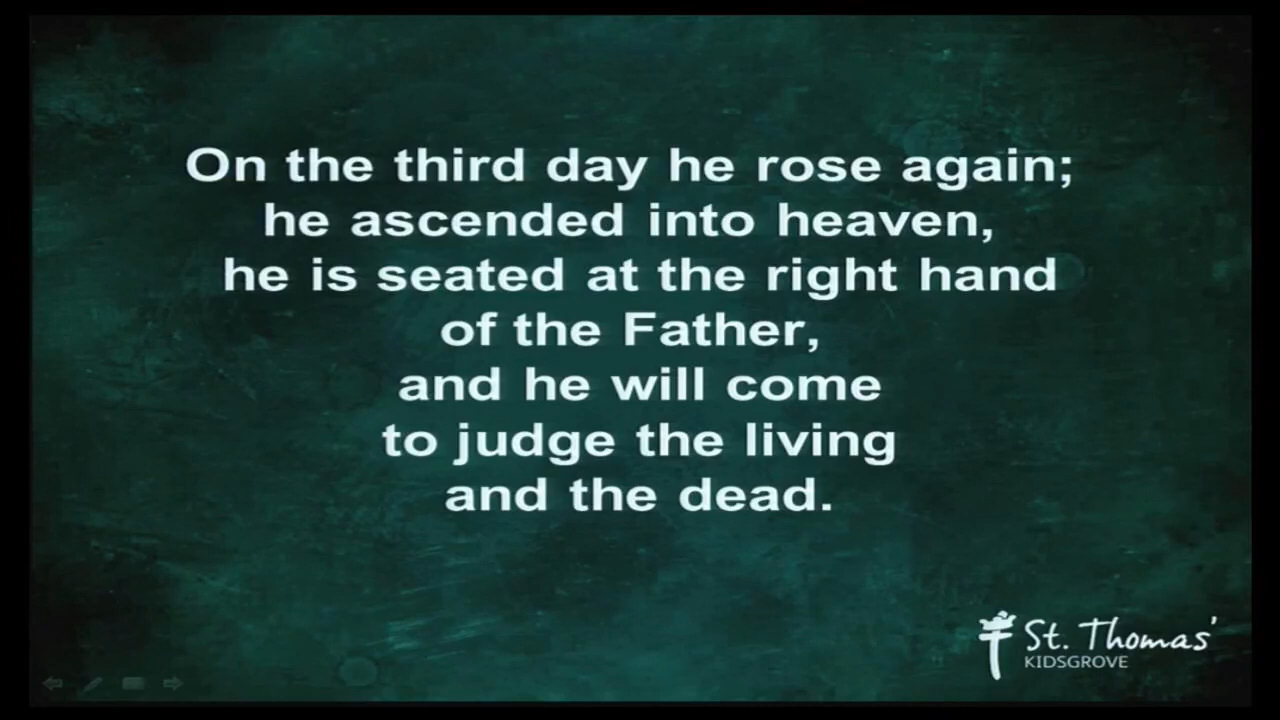 On the third day he rose again;
he ascended into heaven,
he is seated at the right hand
of the Father,
and he will come
to judge the living
and the dead.
St. Thomas'
KIDSGROVE